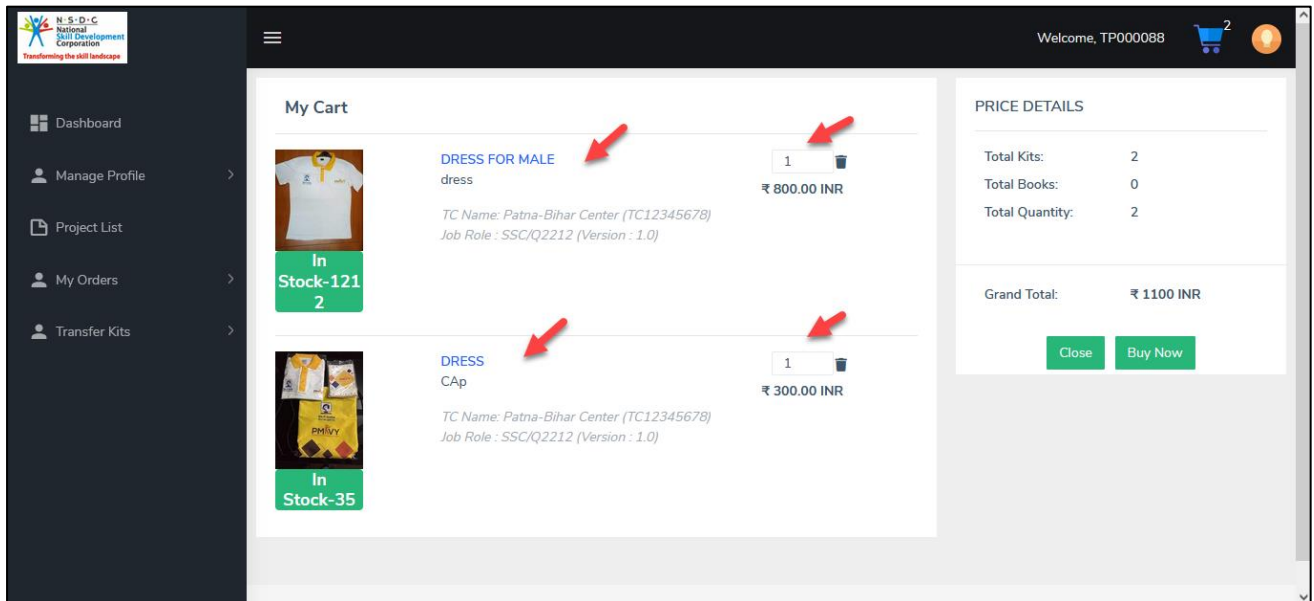 N·S·D·C
National
Skill Development
Corporation
Transforming the skill landscape
Welcome, TP000088
2
Dashboard
Manage Profile
Project List
My Orders
Transfer Kits
My Cart
DRESS FOR MALE
dress
TC Name: Patna-Bihar Center (TC12345678)
Job Role : SSC/Q2212 (Version : 1.0)
1
₹ 800.00 INR
In
Stock-121
2
DRESS
CAp
TC Name: Patna-Bihar Center (TC12345678)
Job Role : SSC/Q2212 (Version : 1.0)
1
₹ 300.00 INR
PMKVY
In
Stock-35
PRICE DETAILS
Total Kits: 2
Total Books: 0
Total Quantity: 2
Grand Total: ₹ 1100 INR
Close Buy Now